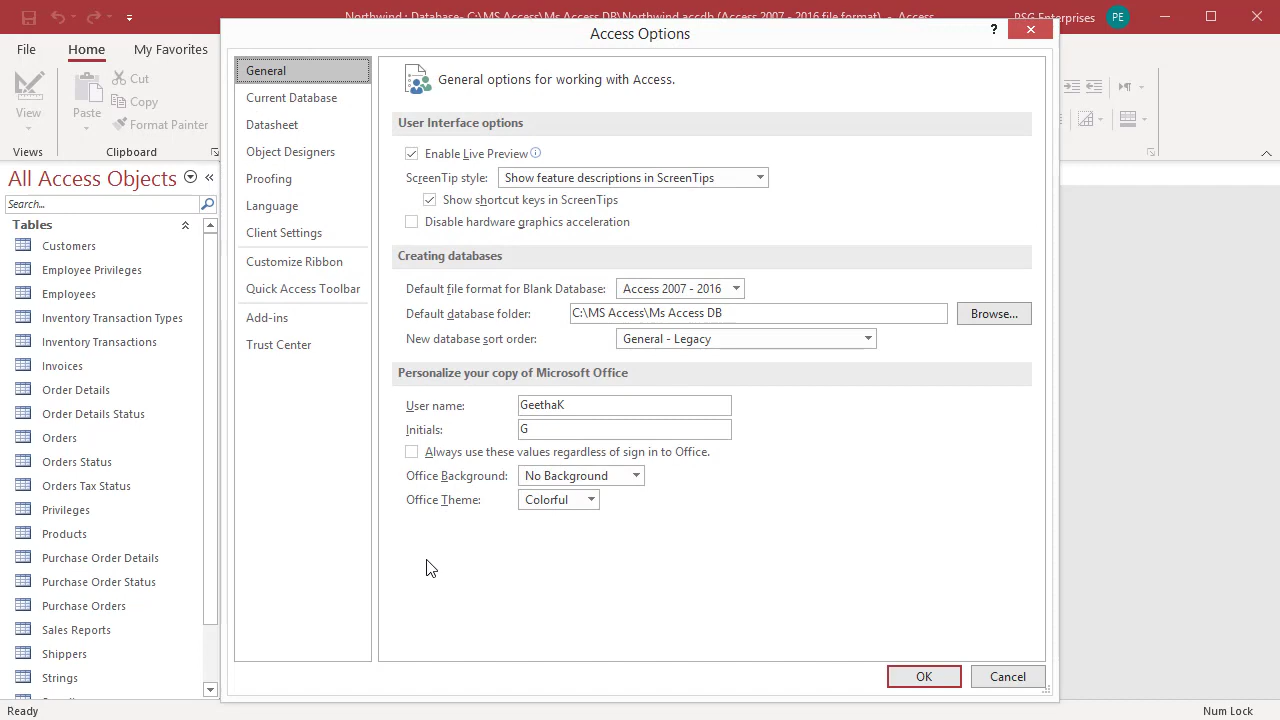 Northwind : Database- C:\MS Access\Ms Access DB\Northwind.accdb (Access 2007 - 2016 file format) - Access
PSG Enterprises PE
File Home My Favorites
View
Paste
Cut
Copy
Format Painter
Views Clipboard
All Access Objects
Search...
Tables
Customers
Employee Privileges
Employees
Inventory Transaction Types
Inventory Transactions
Invoices
Order Details
Order Details Status
Orders
Orders Status
Orders Tax Status
Privileges
Products
Purchase Order Details
Purchase Order Status
Purchase Orders
Sales Reports
Shippers
Strings
Access Options
?
General
Current Database
Datasheet
Object Designers
Proofing
Language
Client Settings
Customize Ribbon
Quick Access Toolbar
Add-ins
Trust Center
General options for working with Access.
User Interface options
Enable Live Preview
ScreenTip style: Show feature descriptions in ScreenTips
Show shortcut keys in ScreenTips
Disable hardware graphics acceleration
Creating databases
Default file format for Blank Database: Access 2007 - 2016
Default database folder: C:\MS Access\Ms Access DB Browse...
New database sort order: General - Legacy
Personalize your copy of Microsoft Office
User name: GeethaK
Initials: G
Always use these values regardless of sign in to Office.
Office Background: No Background
Office Theme: Colorful
OK Cancel
Ready Num Lock